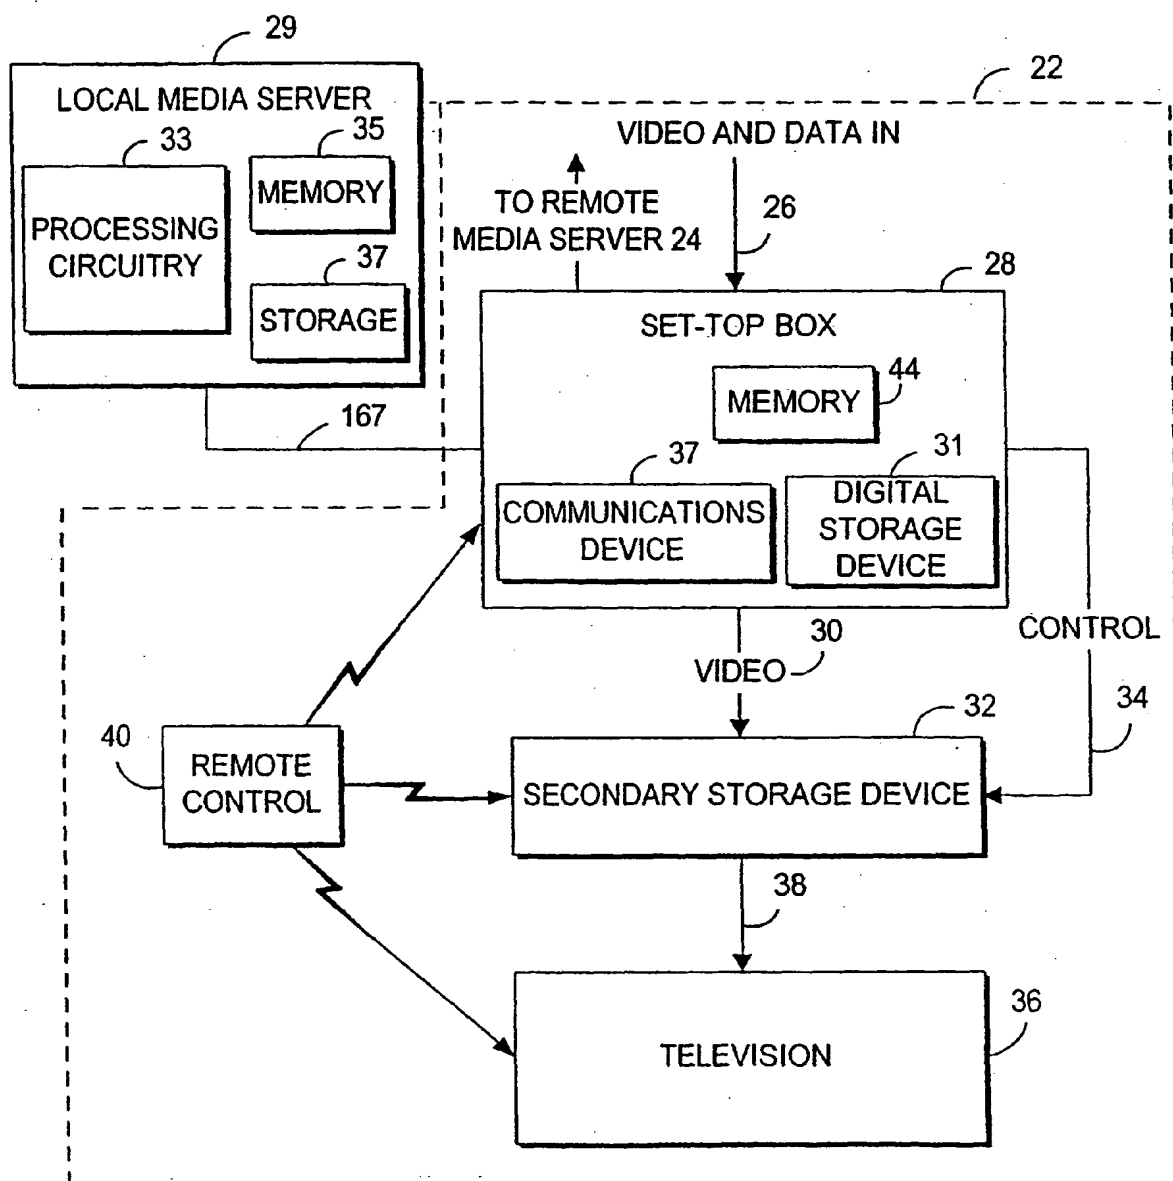 29
LOCAL MEDIA SERVER
33
35
PROCESSING
CIRCUITRY
MEMORY
37
STORAGE
167
22
VIDEO AND DATA IN
TO REMOTE
MEDIA SERVER 24
26
28
SET-TOP BOX
44
MEMORY
37
COMMUNICATIONS
DEVICE
31
DIGITAL
STORAGE
DEVICE
30
VIDEO
CONTROL
34
32
SECONDARY STORAGE DEVICE
40
REMOTE
CONTROL
38
36
TELEVISION